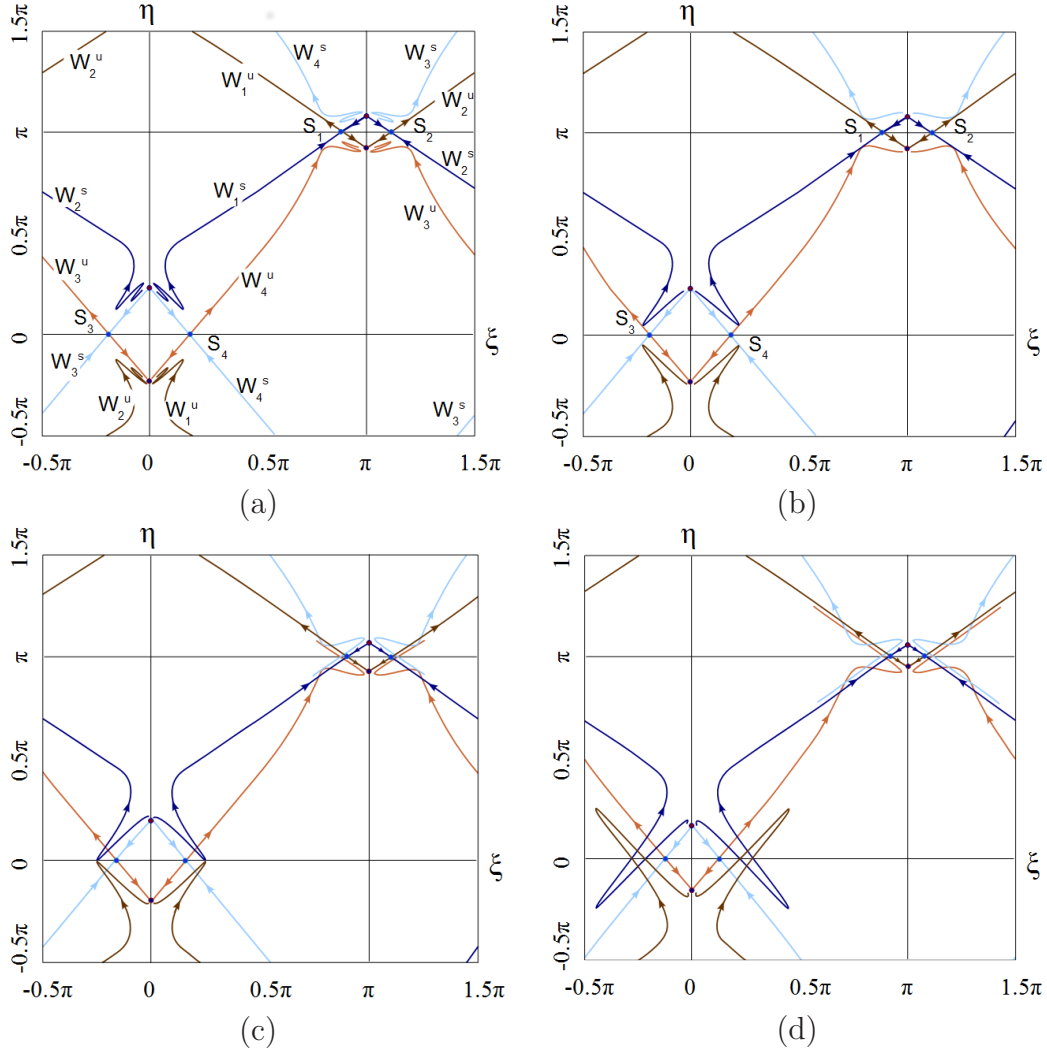 η
1.5π
π
0.5π
0
-0.5π
W₂ᵘ
W₁ᵘ
W₄ˢ
W₃ˢ
W₂ᵘ
S₁
S₂
W₂ˢ
W₂ˢ
W₁ˢ
W₃ᵘ
W₃ᵘ
W₄ᵘ
S₃
S₄
ξ
W₃ˢ
W₂ᵘ
W₁ᵘ
W₄ˢ
W₃ˢ
-0.5π 0 0.5π π 1.5π
(a)
η
1.5π
π
0.5π
0
-0.5π
S₁
S₂
S₃
S₄
ξ
-0.5π 0 0.5π π 1.5π
(b)
η
1.5π
π
0.5π
0
-0.5π
ξ
-0.5π 0 0.5π π 1.5π
(c)
η
1.5π
π
0.5π
0
-0.5π
ξ
-0.5π 0 0.5π π 1.5π
(d)